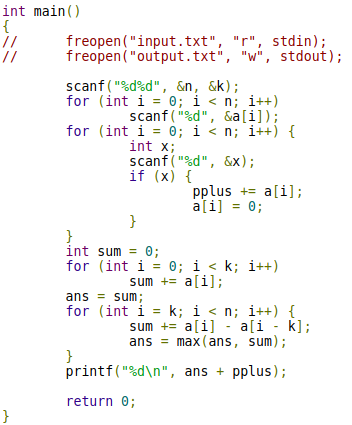 int main()
{
//      freopen("input.txt", "r", stdin);
//      freopen("output.txt", "w", stdout);

        scanf("%d%d", &n, &k);
        for (int i = 0; i < n; i++)
                scanf("%d", &a[i]);
        for (int i = 0; i < n; i++) {
                int x;
                scanf("%d", &x);
                if (x) {
                        pplus += a[i];
                        a[i] = 0;
                }
        }
        int sum = 0;
        for (int i = 0; i < k; i++)
                sum += a[i];
        ans = sum;
        for (int i = k; i < n; i++) {
                sum += a[i] - a[i - k];
                ans = max(ans, sum);
        }
        printf("%d\n", ans + pplus);

        return 0;
}